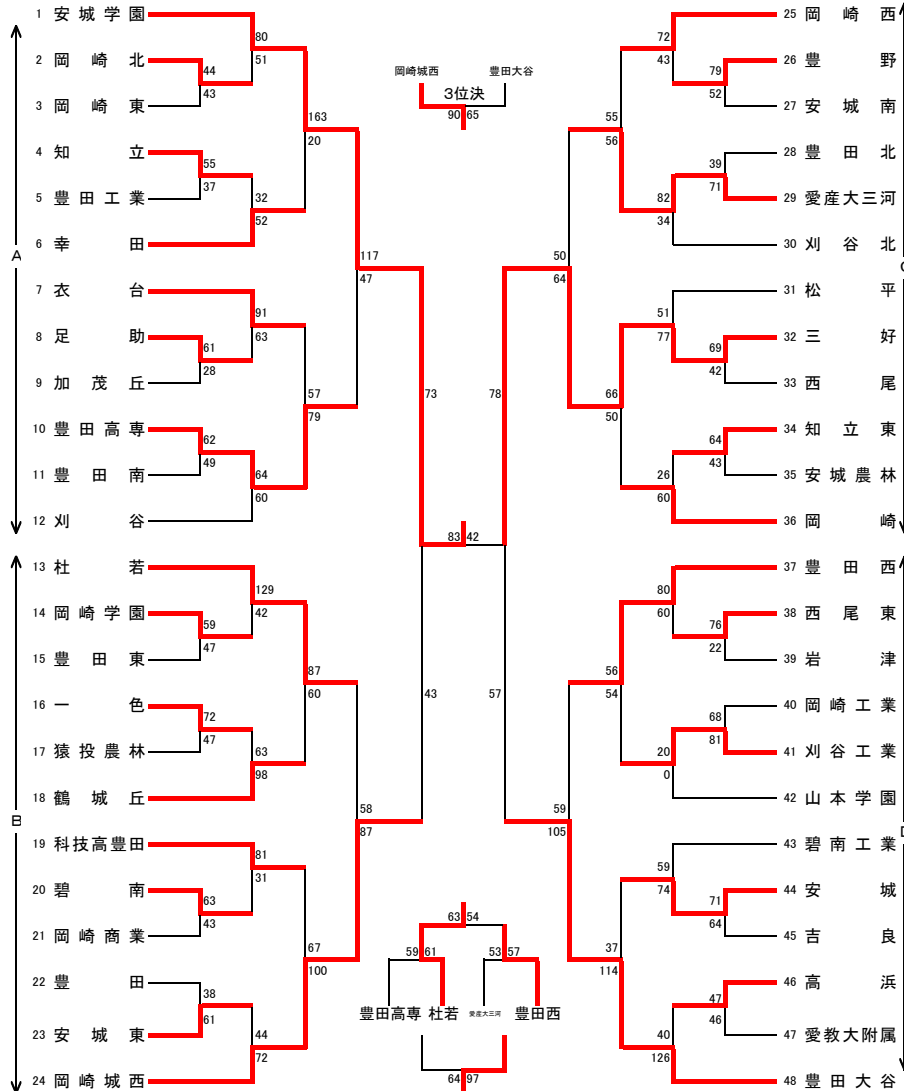 1 安城学園
2 岡崎北
3 岡崎東
4 知立
5 豊田工業
6 幸田
7 衣台
8 足助
9 加茂丘
10 豊田高専
11 豊田南
12 刈谷
13 杜若
14 岡崎学園
15 豊田東
16 一色
17 猿投農林
18 鶴城丘
19 科技高豊田
20 碧南
21 岡崎商業
22 豊田
23 安城東
24 岡崎城西
A
B
80
51
44
43
163
20
55
37
32
52
117
47
91
63
61
28
57
79
62
49
64
60
73
129
42
59
47
87
60
72
47
63
98
43
58
87
81
31
63
43
67
100
38
61
44
72
岡崎城西 豊田大谷
3位決
90 65
83 42
63 54
59 61 53 57
豊田高専 杜若 愛産大三河 豊田西
64 97
25 岡崎西
26 豊野
27 安城南
28 豊田北
29 愛産大三河
30 刈谷北
31 松平
32 三好
33 西尾
34 知立東
35 安城農林
36 岡崎
37 豊田西
38 西尾東
39 岩津
40 岡崎工業
41 刈谷工業
42 山本学園
43 碧南工業
44 安城
45 吉良
46 高浜
47 愛教大附属
48 豊田大谷
C
D
72
43
79
52
55
56
39
71
82
34
50
64
51
77
69
42
66
50
64
43
26
60
78
80
60
76
22
56
54
68
81
20
0
57
59
105
59
74
71
64
37
114
47
46
40
126